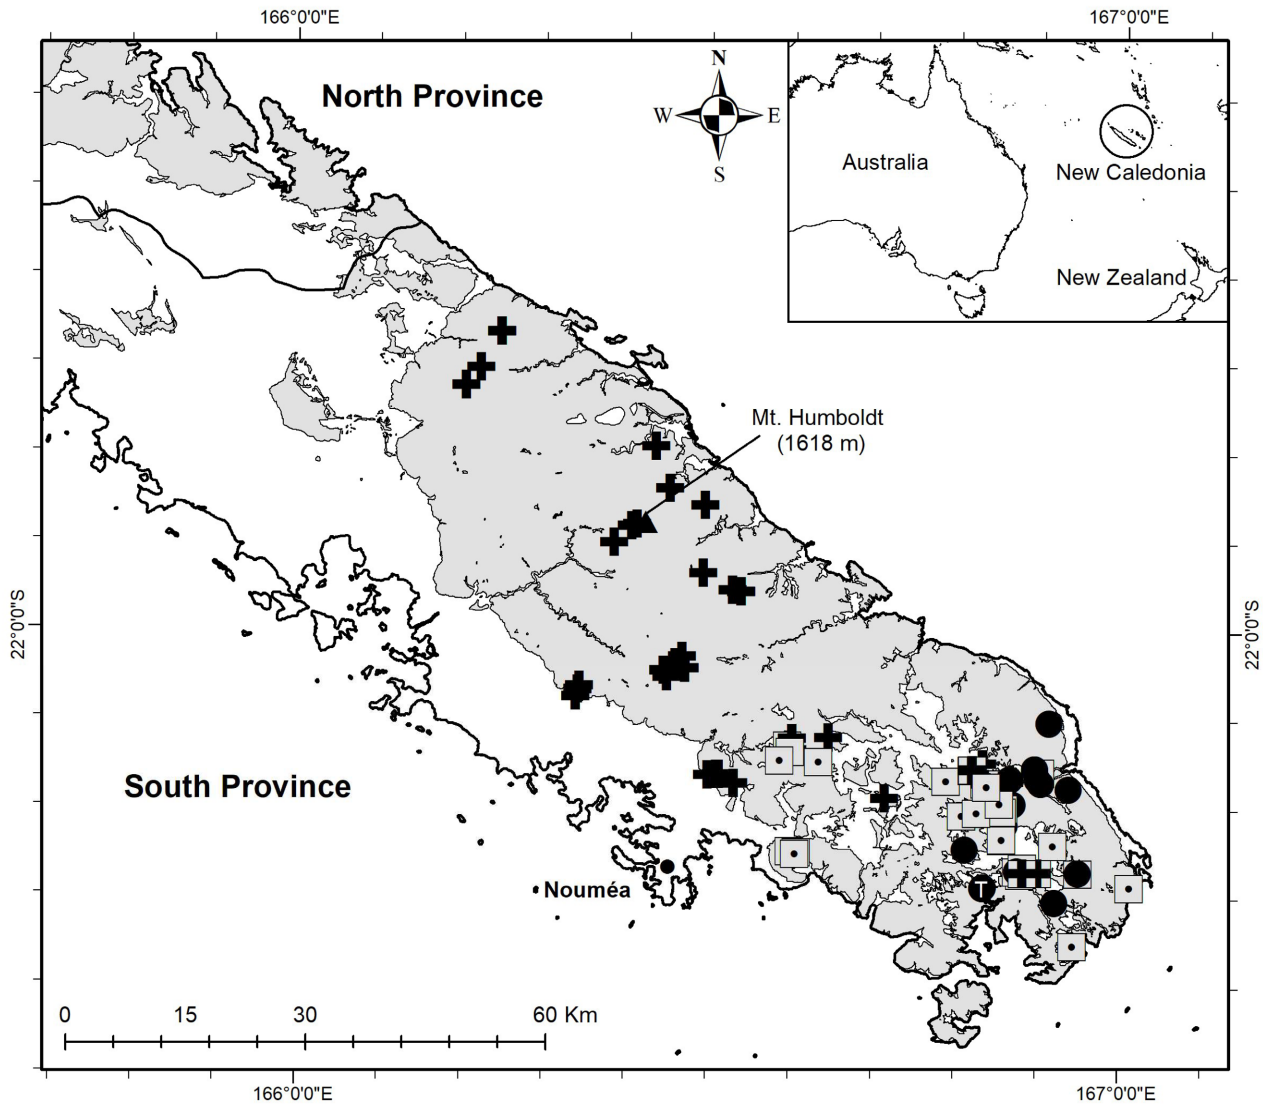 166°0'0"E
167°0'0"E
North Province
N
W
E
S
Australia
New Caledonia
New Zealand
Mt. Humboldt
(1618 m)
22°0'0"S
22°0'0"S
South Province
Nouméa
T
0
15
30
60 Km
166°0'0"E
167°0'0"E